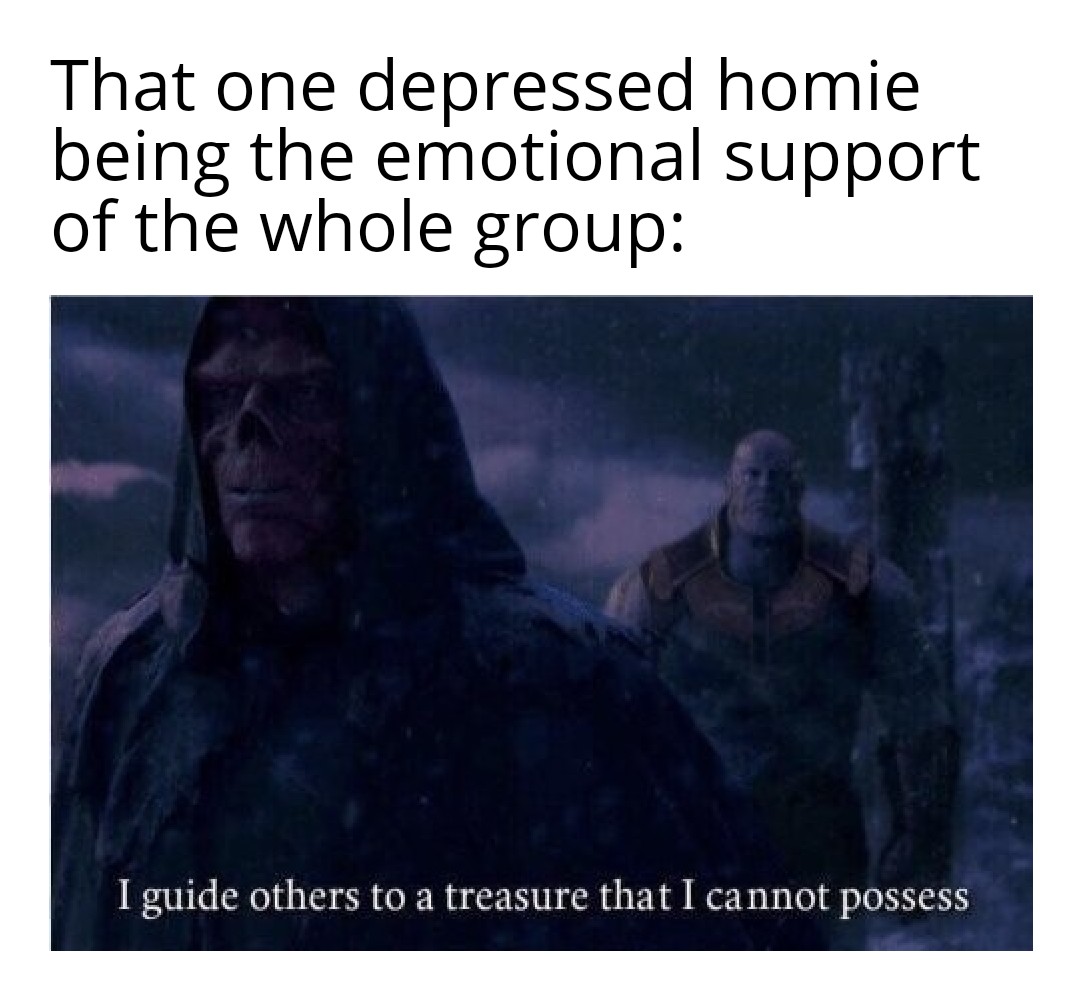 That one depressed homie
being the emotional support
of the whole group:
I guide others to a treasure that I cannot possess